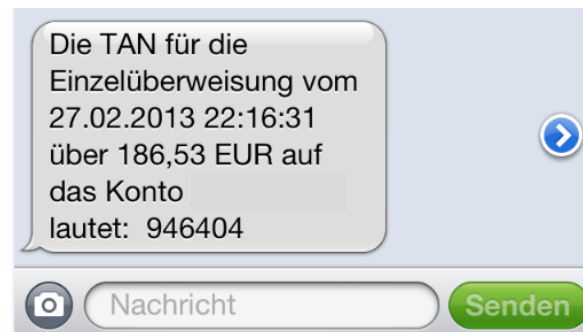 Die TAN für die
Einzelüberweisung vom
27.02.2013 22:16:31
über 186,53 EUR auf
das Konto
lautet: 946404
Nachricht
Senden